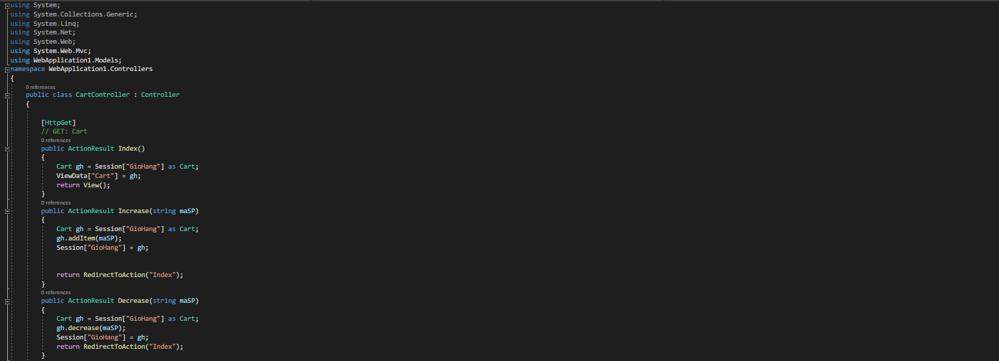 using System;
using System.Collections.Generic;
using System.Linq;
using System.Net;
using System.Web;
using System.Web.Mvc;
using WebApplication1.Models;
namespace WebApplication1.Controllers
{
0 references
public class CartController : Controller
{
[HttpGet]
// GET: Cart
0 references
public ActionResult Index()
{
Cart gh = Session["GioHang"] as Cart;
ViewData["Cart"] = gh;
return View();
}
0 references
public ActionResult Increase(string maSP)
{
Cart gh = Session["GioHang"] as Cart;
gh.addItem(maSP);
Session["GioHang"] = gh;
return RedirectToAction("Index");
}
0 references
public ActionResult Decrease(string maSP)
{
Cart gh = Session["GioHang"] as Cart;
gh.decrease(maSP);
Session["GioHang"] = gh;
return RedirectToAction("Index");
}